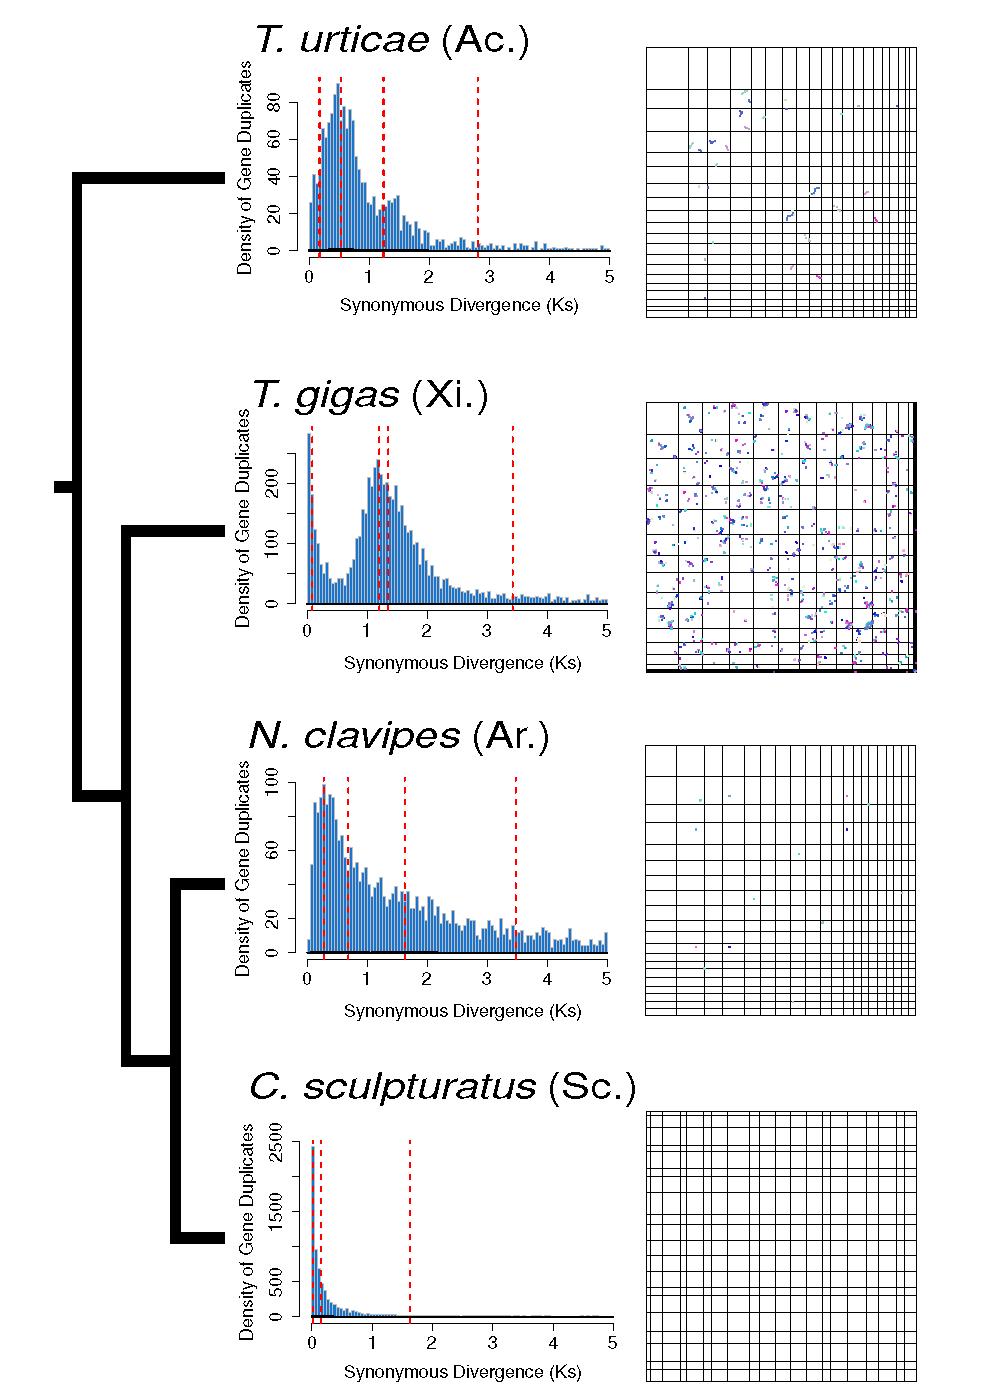 T. urticae (Ac.)
Density of Gene Duplicates
0 20 40 60 80
0 1 2 3 4 5
Synonymous Divergence (Ks)
T. gigas (Xi.)
Density of Gene Duplicates
0 100 200
0 1 2 3 4 5
Synonymous Divergence (Ks)
N. clavipes (Ar.)
Density of Gene Duplicates
0 20 60 100
0 1 2 3 4 5
Synonymous Divergence (Ks)
C. sculpturatus (Sc.)
Density of Gene Duplicates
0 500 1500 2500
0 1 2 3 4 5
Synonymous Divergence (Ks)